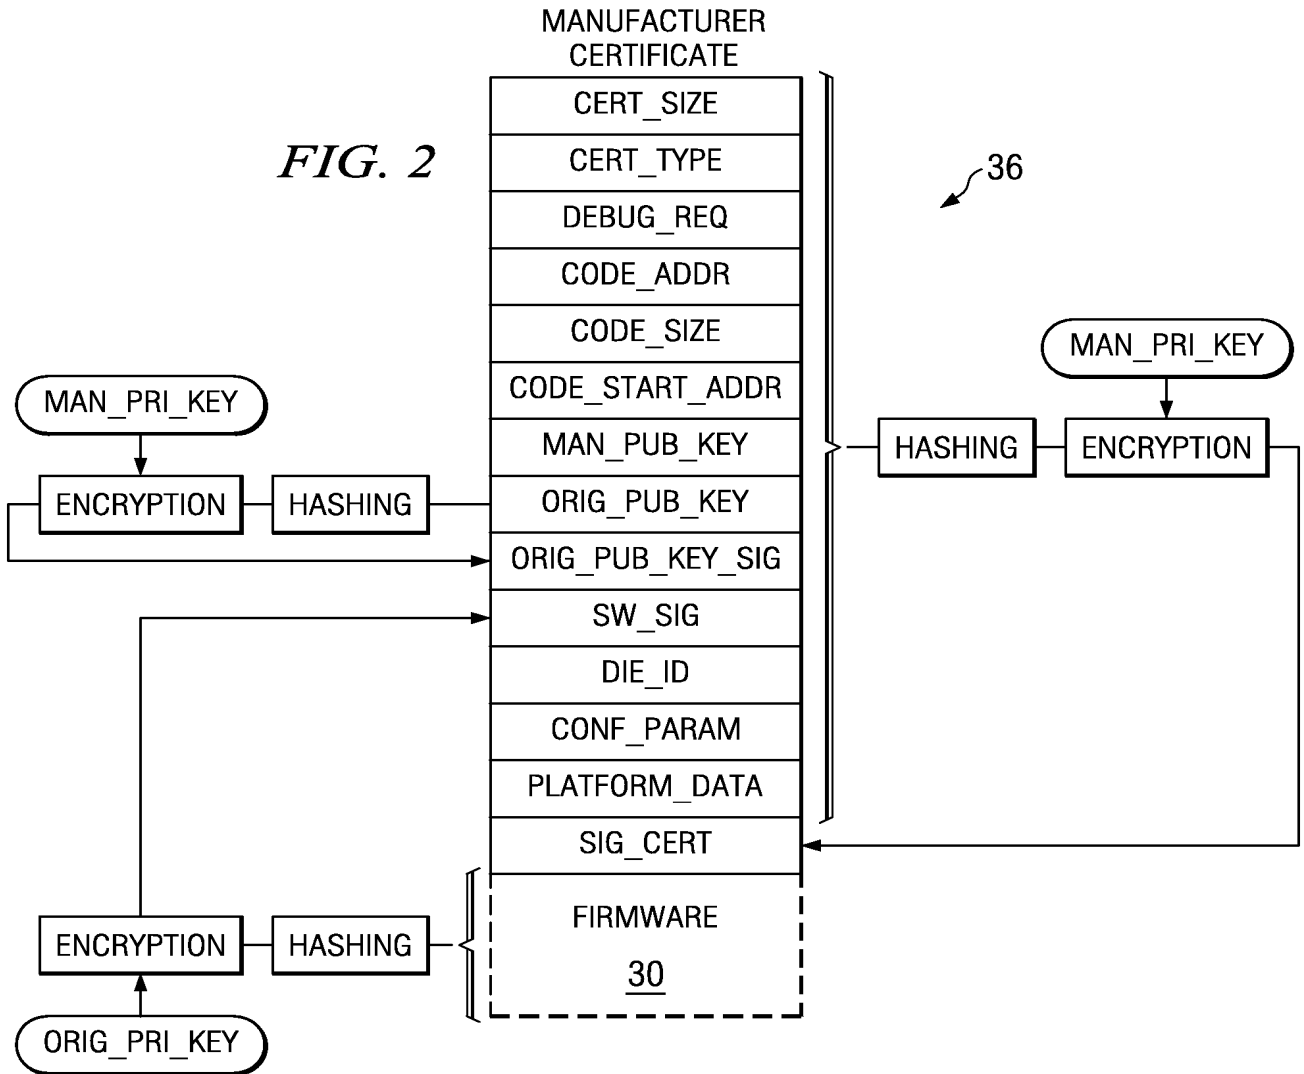 MANUFACTURER
CERTIFICATE
CERT_SIZE
FIG. 2
CERT_TYPE
36
DEBUG_REQ
CODE_ADDR
CODE_SIZE
MAN_PRI_KEY
CODE_START_ADDR
MAN_PRI_KEY
MAN_PUB_KEY
HASHING
ENCRYPTION
ENCRYPTION
HASHING
ORIG_PUB_KEY
ORIG_PUB_KEY_SIG
SW_SIG
DIE_ID
CONF_PARAM
PLATFORM_DATA
SIG_CERT
FIRMWARE
ENCRYPTION
HASHING
30
ORIG_PRI_KEY